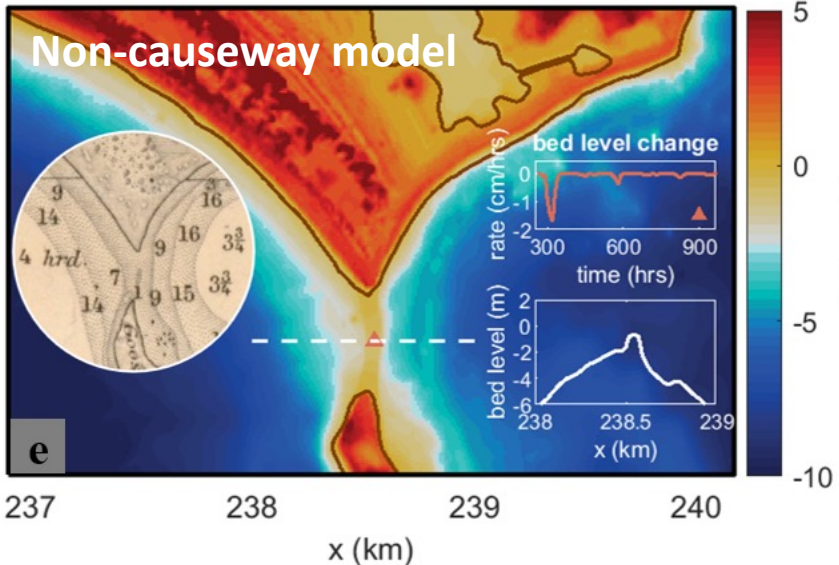 Non-causeway model
5
0
-5
-10
bed level change
rate (cm/hrs)
0
-1
-2
300 600 900
time (hrs)
bed level (m)
2
0
-2
-4
-6
238 238.5 239
x (km)
9
14
4 hrd.
7
14
1
9
9
16
16
15
3¾
3¾
e
237 238 239 240
x (km)